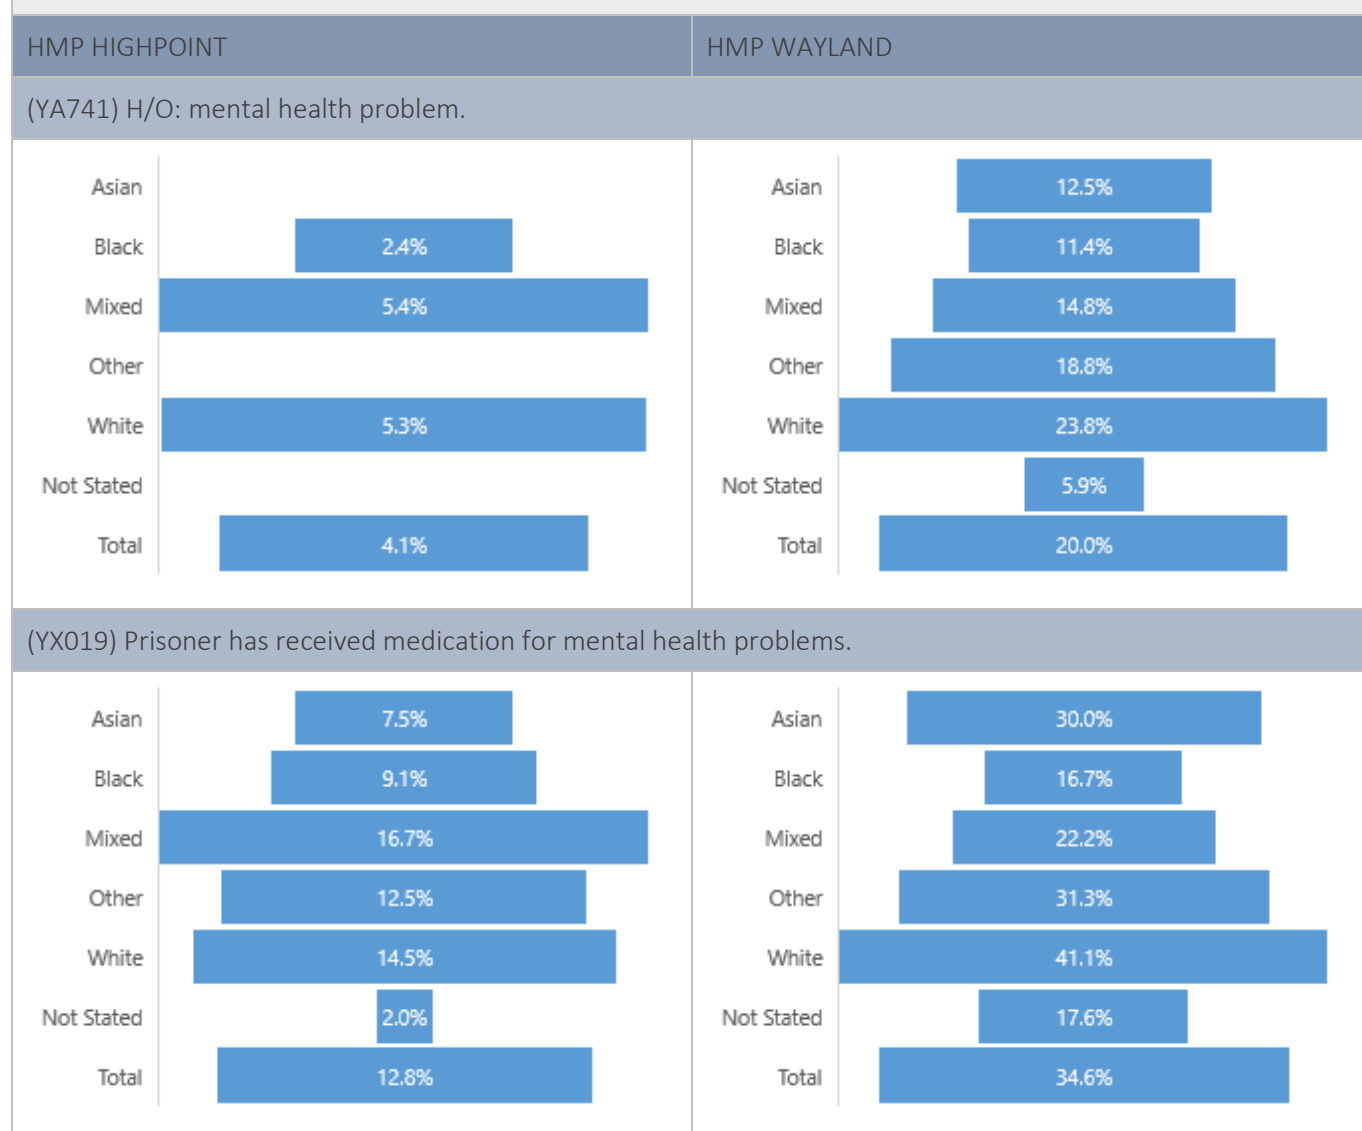 HMP HIGHPOINT
HMP WAYLAND
(YA741) H/O: mental health problem.
Asian
Black 2.4%
Mixed 5.4%
Other
White 5.3%
Not Stated
Total 4.1%
Asian 12.5%
Black 11.4%
Mixed 14.8%
Other 18.8%
White 23.8%
Not Stated 5.9%
Total 20.0%
(YX019) Prisoner has received medication for mental health problems.
Asian 7.5%
Black 9.1%
Mixed 16.7%
Other 12.5%
White 14.5%
Not Stated 2.0%
Total 12.8%
Asian 30.0%
Black 16.7%
Mixed 22.2%
Other 31.3%
White 41.1%
Not Stated 17.6%
Total 34.6%